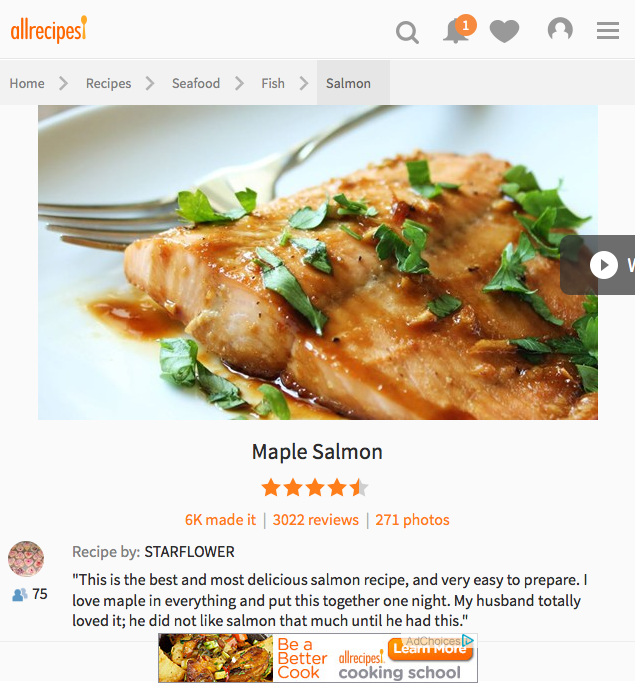 allrecipes
1
Home Recipes Seafood Fish Salmon
W
Maple Salmon
6K made it | 3022 reviews | 271 photos
Recipe by: STARFLOWER
75
"This is the best and most delicious salmon recipe, and very easy to prepare. I
love maple in everything and put this together one night. My husband totally
loved it; he did not like salmon that much until he had this."
Be a
Better
Cook
allrecipes
cooking school
AdChoices
Learn More